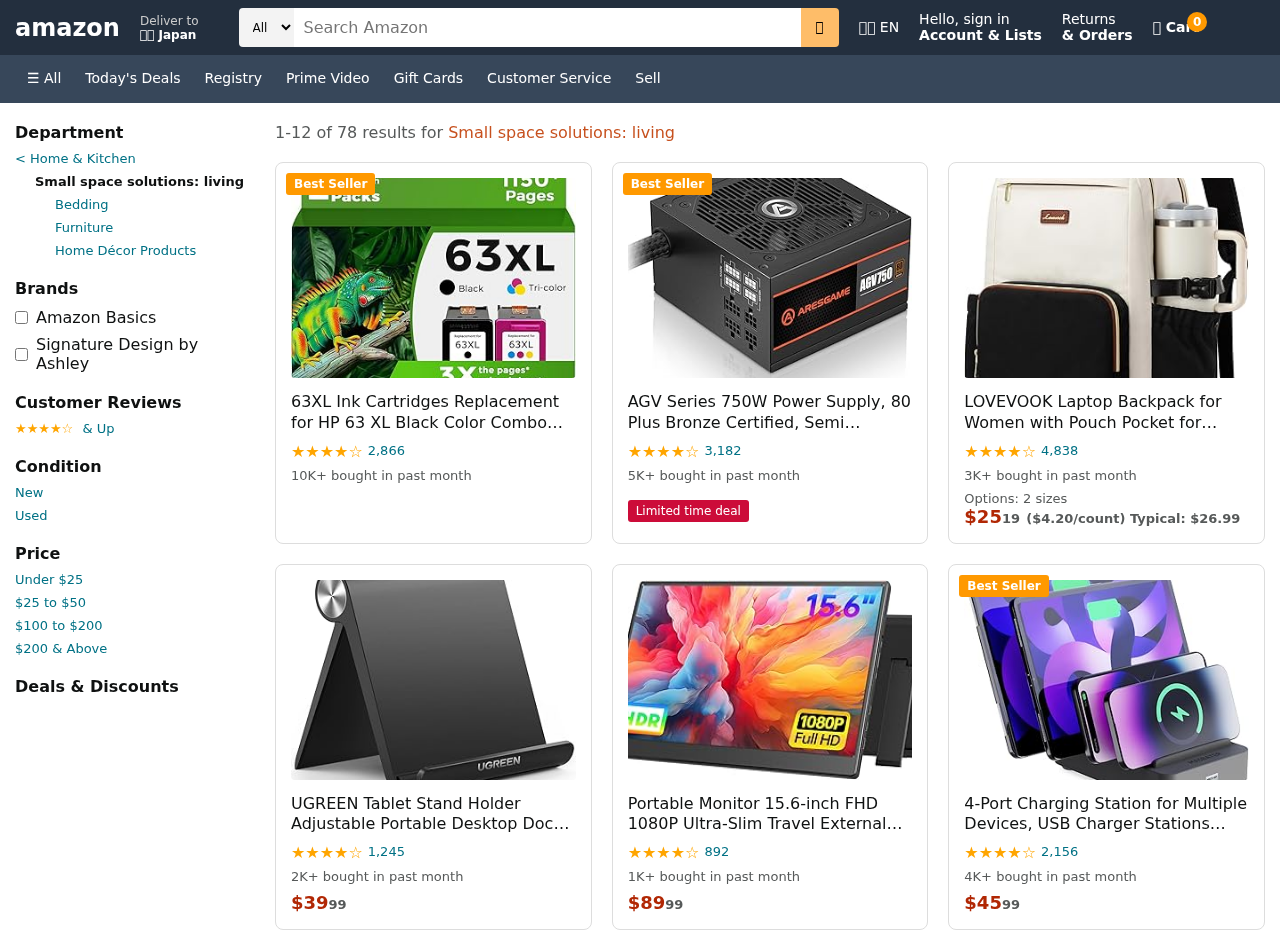 amazon
Deliver to
Japan
All
Search Amazon
EN
Hello, sign in
Account & Lists
Returns
& Orders
0
☰ All
Today's Deals
Registry
Prime Video
Gift Cards
Customer Service
Sell
Department
< Home & Kitchen
Small space solutions: living
Bedding
Furniture
Home Décor Products
Brands
Amazon Basics
Signature Design by
Ashley
Customer Reviews
★★★★☆ & Up
Condition
New
Used
Price
Under $25
$25 to $50
$100 to $200
$200 & Above
Deals & Discounts
1-12 of 78 results for Small space solutions: living
Best Seller
Packs
Pages
63XL
Black
Tri-color
Replacement for
63XL
Replacement for
63XL
3X the pages*
63XL Ink Cartridges Replacement
for HP 63 XL Black Color Combo…
★★★★☆ 2,866
10K+ bought in past month
Best Seller
ARESGAME
AGV750
AGV Series 750W Power Supply, 80
Plus Bronze Certified, Semi…
★★★★☆ 3,182
5K+ bought in past month
Limited time deal
LOVEVOOK Laptop Backpack for
Women with Pouch Pocket for…
★★★★☆ 4,838
3K+ bought in past month
Options: 2 sizes
$25 19 ($4.20/count) Typical: $26.99
UGREEN
UGREEN Tablet Stand Holder
Adjustable Portable Desktop Doc…
★★★★☆ 1,245
2K+ bought in past month
$39 99
15.6"
HDR
1080P
Full HD
Portable Monitor 15.6-inch FHD
1080P Ultra-Slim Travel External…
★★★★☆ 892
1K+ bought in past month
$89 99
Best Seller
4-Port Charging Station for Multiple
Devices, USB Charger Stations…
★★★★☆ 2,156
4K+ bought in past month
$45 99